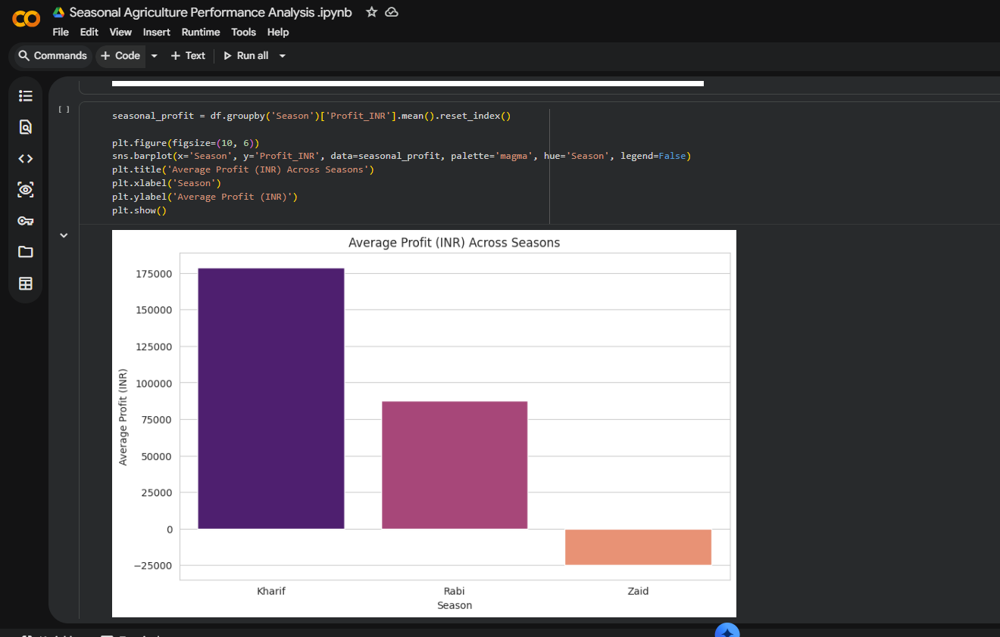 Seasonal Agriculture Performance Analysis .ipynb
File Edit View Insert Runtime Tools Help
Commands + Code + Text Run all
[ ]
seasonal_profit = df.groupby('Season')['Profit_INR'].mean().reset_index()
plt.figure(figsize=(10, 6))
sns.barplot(x='Season', y='Profit_INR', data=seasonal_profit, palette='magma', hue='Season', legend=False)
plt.title('Average Profit (INR) Across Seasons')
plt.xlabel('Season')
plt.ylabel('Average Profit (INR)')
plt.show()
Average Profit (INR) Across Seasons
Average Profit (INR)
175000
150000
125000
100000
75000
50000
25000
0
−25000
Kharif Rabi Zaid
Season